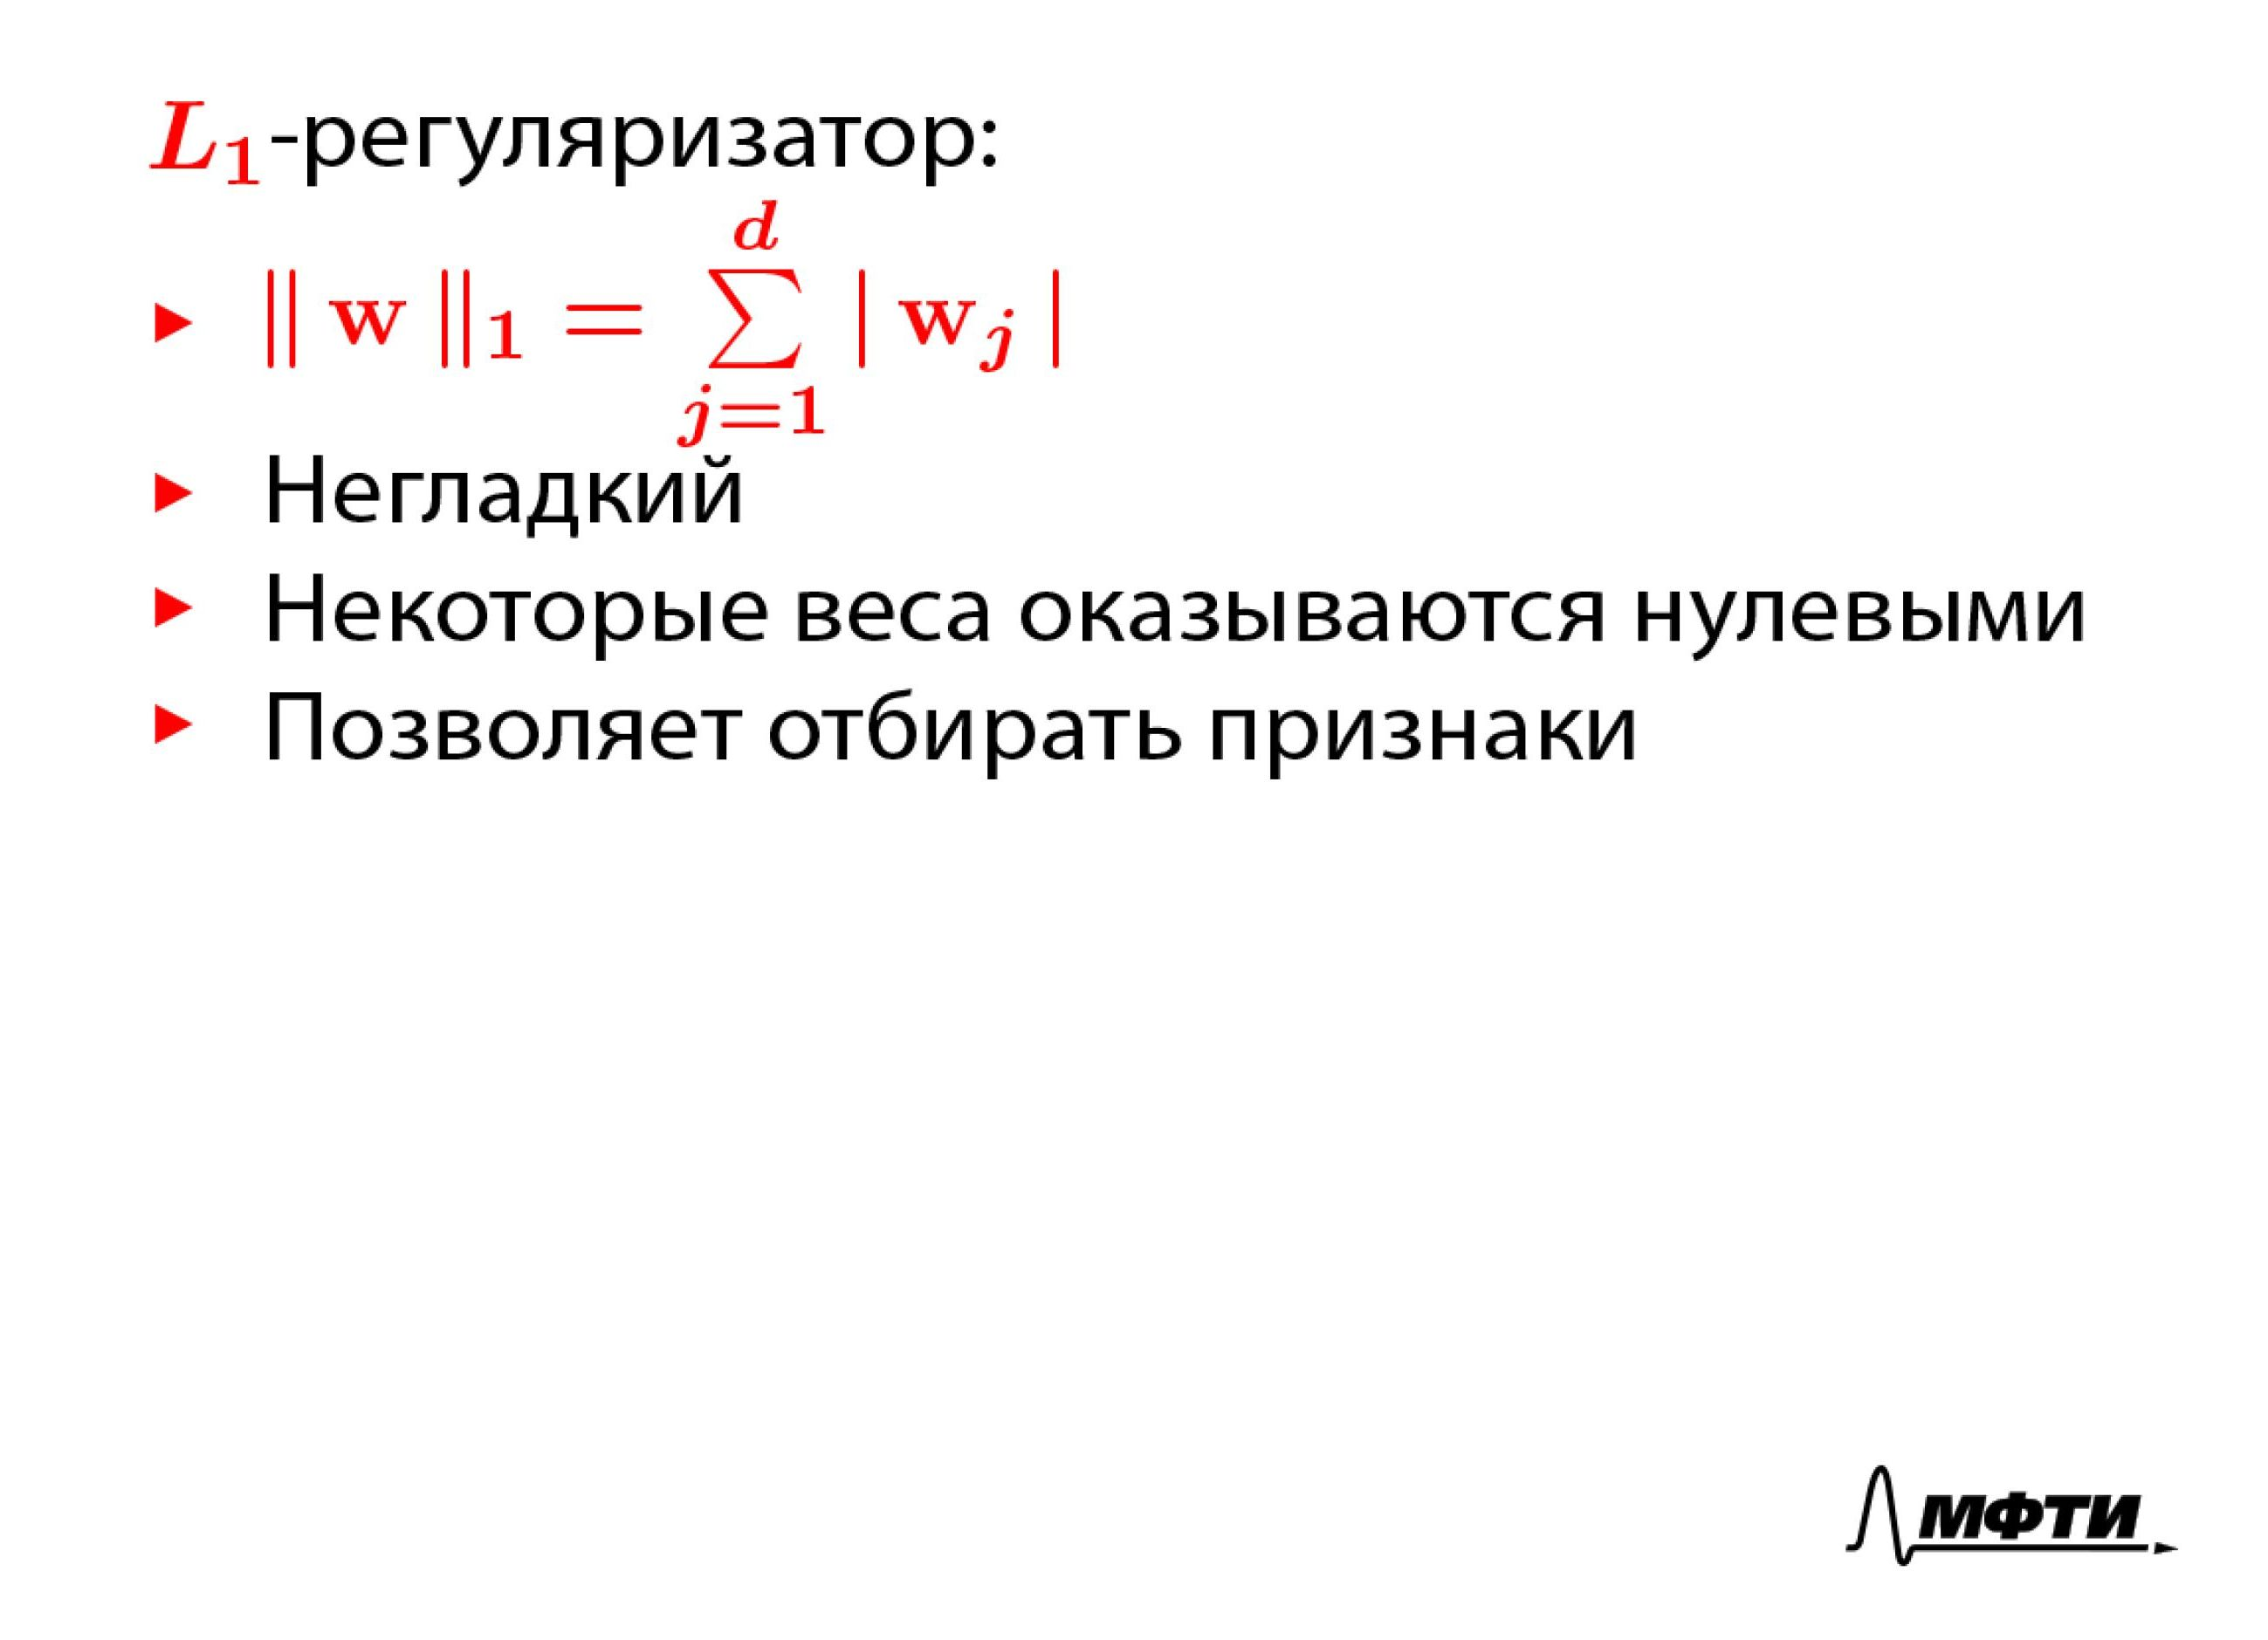 L₁-регуляризатор:
‖ w ‖₁ = ∑_{j=1}^{d} | w_j |
Негладкий
Некоторые веса оказываются нулевыми
Позволяет отбирать признаки
МФТИ